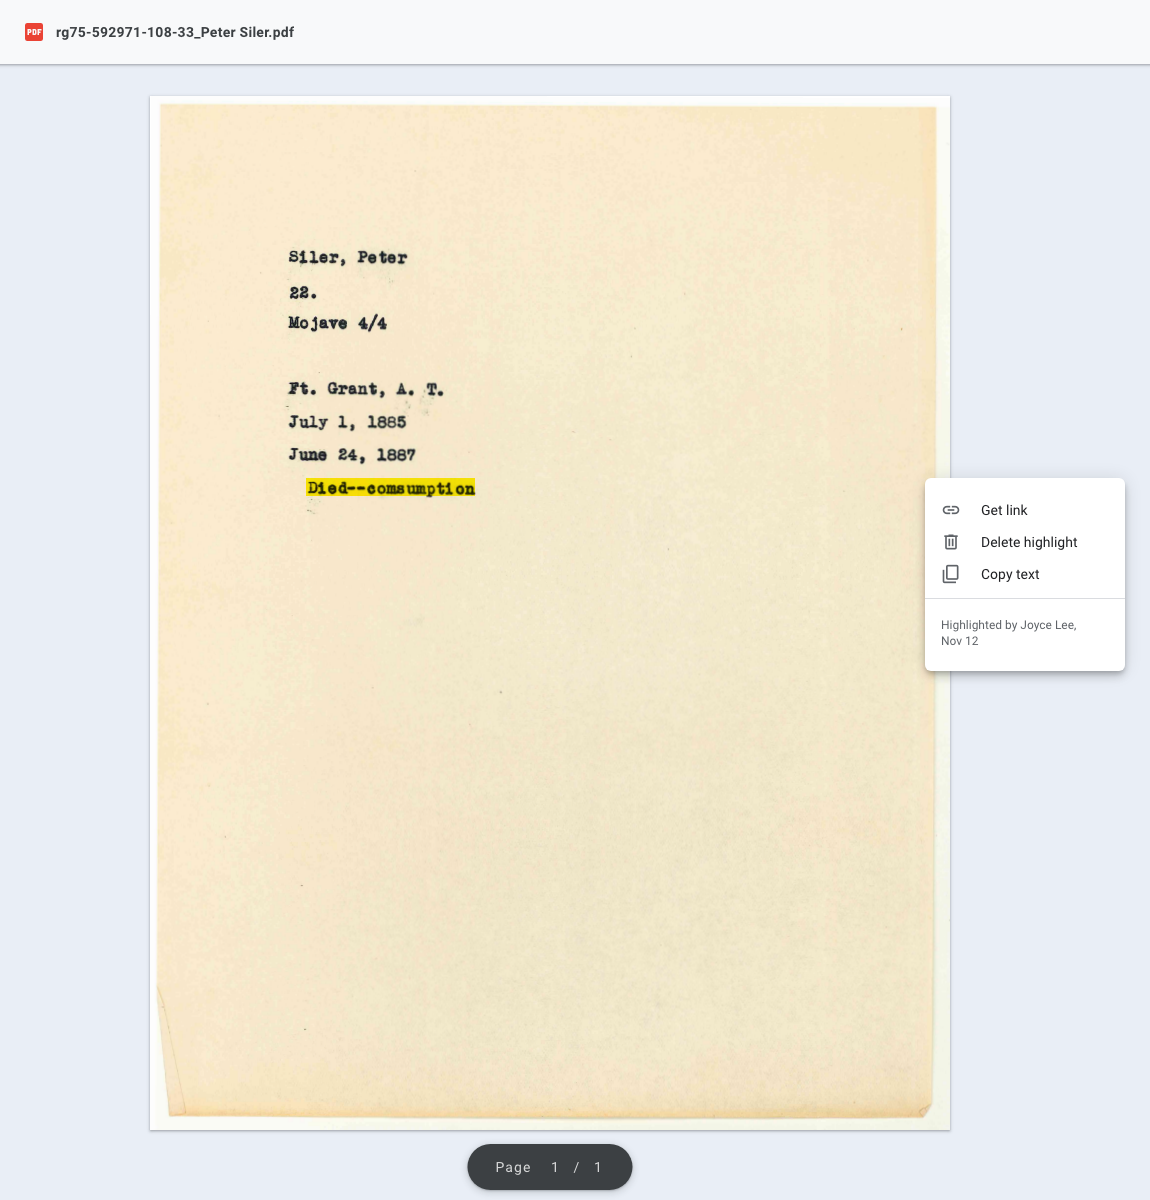 PDF rg75-592971-108-33_Peter Siler.pdf
Siler, Peter
22.
Mojave 4/4
Ft. Grant, A. T.
July 1, 1885
June 24, 1887
Died--comsumption
Get link
Delete highlight
Copy text
Highlighted by Joyce Lee,
Nov 12
Page 1 / 1